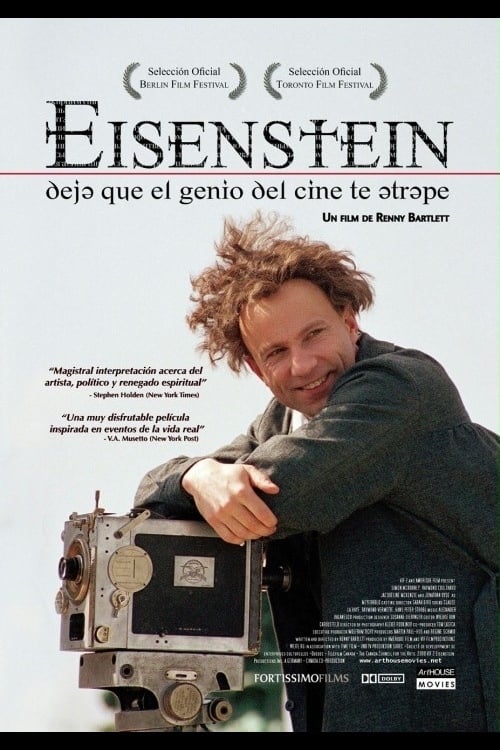 Selección Oficial
BERLIN FILM FESTIVAL
Selección Oficial
TORONTO FILM FESTIVAL
EISENSTEIN
deja que el genio del cine te atrape
UN FILM DE RENNY BARTLETT
“Magistral interpretación acerca del
artista, político y renegado espiritual”
- Stephen Holden (New York Times)
“Una muy disfrutable película
inspirada en eventos de la vida real”
- V.A. Musetto (New York Post)
www.arthousemovies.net
FORTISSIMOFILMS
DOLBY
ArtHOUSE
MOVIES